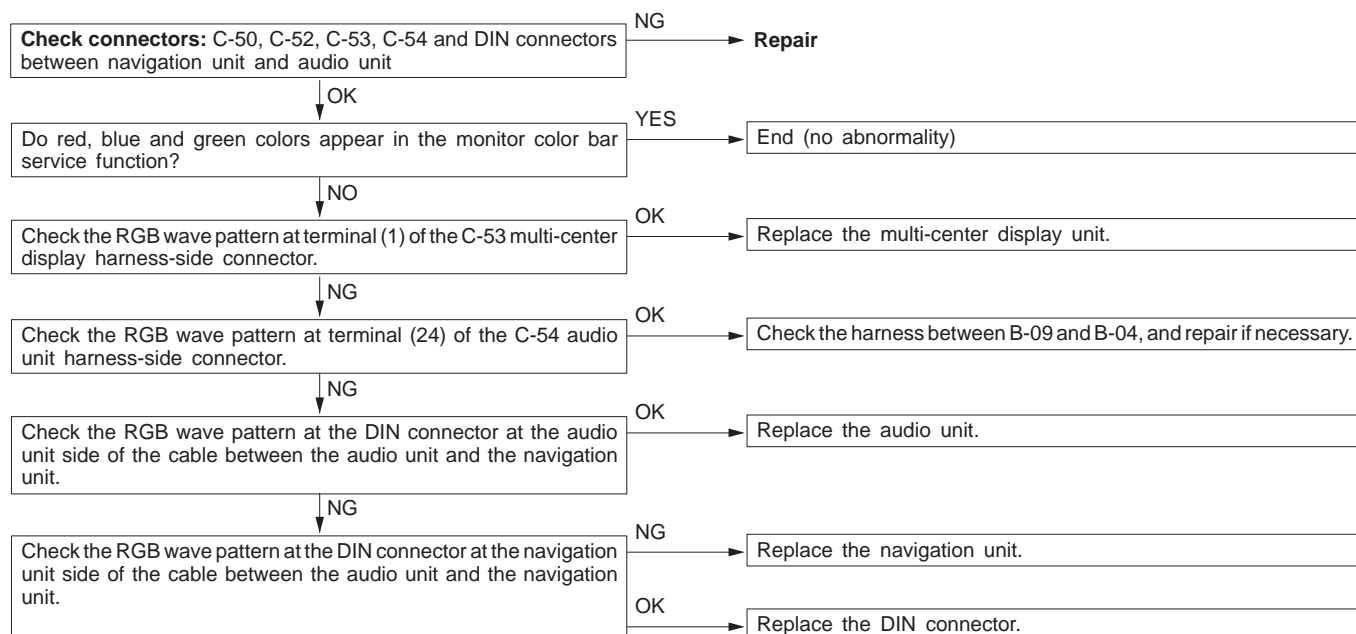 NG
Check connectors: C-50, C-52, C-53, C-54 and DIN connectors
between navigation unit and audio unit
Repair
OK
YES
Do red, blue and green colors appear in the monitor color bar
service function?
End (no abnormality)
NO
OK
Check the RGB wave pattern at terminal (1) of the C-53 multi-center
display harness-side connector.
Replace the multi-center display unit.
NG
OK
Check the RGB wave pattern at terminal (24) of the C-54 audio
unit harness-side connector.
Check the harness between B-09 and B-04, and repair if necessary.
NG
OK
Check the RGB wave pattern at the DIN connector at the audio
unit side of the cable between the audio unit and the navigation
unit.
Replace the audio unit.
NG
NG
Check the RGB wave pattern at the DIN connector at the navigation
unit side of the cable between the audio unit and the navigation
unit.
Replace the navigation unit.
OK
Replace the DIN connector.